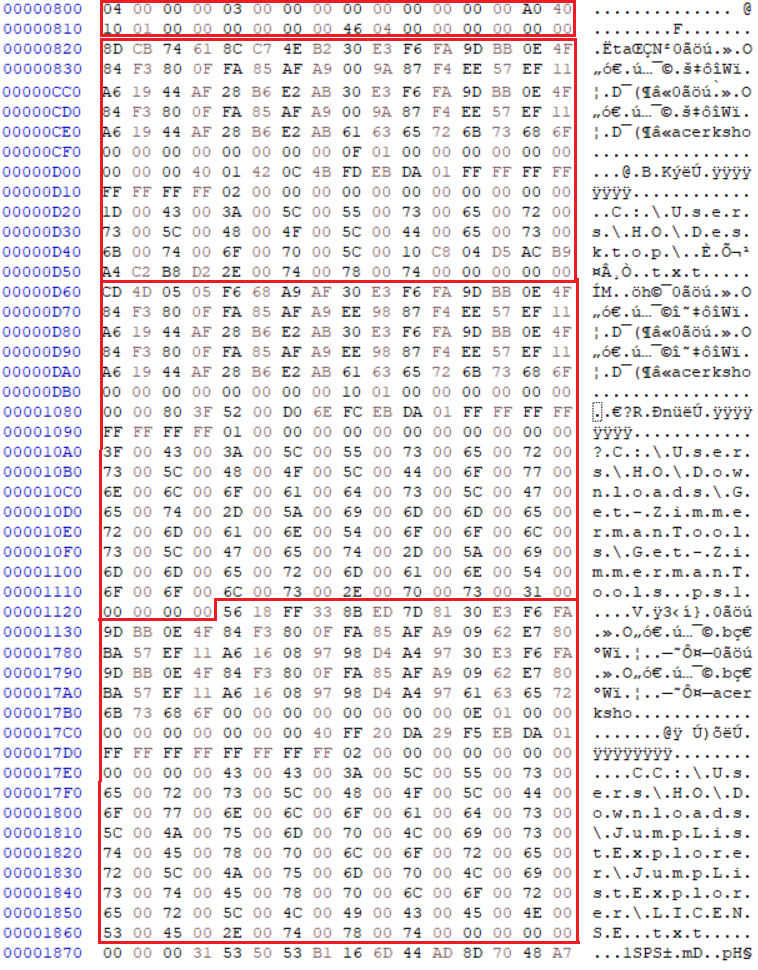 00000800 04 00 00 00 03 00 00 00 00 00 00 00 00 00 A0 40 .............. @
00000810 10 01 00 00 00 00 00 00 46 04 00 00 00 00 00 00 ........F.......
00000820 8D CB 74 61 8C C7 4E B2 30 E3 F6 FA 9D BB 0E 4F .ËtaŒÇN²0ãöú.».O
00000830 84 F3 80 0F FA 85 AF A9 00 9A 87 F4 EE 57 EF 11 „ó€.ú…¯©.š‡ôîWï.
00000CC0 A6 19 44 AF 28 B6 E2 AB 30 E3 F6 FA 9D BB 0E 4F ¦.D¯(¶â«0ãöú.».O
00000CD0 84 F3 80 0F FA 85 AF A9 00 9A 87 F4 EE 57 EF 11 „ó€.ú…¯©.š‡ôîWï.
00000CE0 A6 19 44 AF 28 B6 E2 AB 61 63 65 72 6B 73 68 6F ¦.D¯(¶â«acerksho
00000CF0 00 00 00 00 00 00 00 00 0F 01 00 00 00 00 00 00 ................
00000D00 00 00 00 40 01 42 0C 4B FD EB DA 01 FF FF FF FF ...@.B.KýëÚ.ÿÿÿÿ
00000D10 FF FF FF FF 02 00 00 00 00 00 00 00 00 00 00 00 ÿÿÿÿ............
00000D20 1D 00 43 00 3A 00 5C 00 55 00 73 00 65 00 72 00 ..C.:.\.U.s.e.r.
00000D30 73 00 5C 00 48 00 4F 00 5C 00 44 00 65 00 73 00 s.\.H.O.\.D.e.s.
00000D40 6B 00 74 00 6F 00 70 00 5C 00 10 C8 04 D5 AC B9 k.t.o.p.\..È.Õ¬¹
00000D50 A4 C2 B8 D2 2E 00 74 00 78 00 74 00 00 00 00 00 ¤Â¸Ò..t.x.t.....
00000D60 CD 4D 05 05 F6 68 A9 AF 30 E3 F6 FA 9D BB 0E 4F ÍM..öh©¯0ãöú.».O
00000D70 84 F3 80 0F FA 85 AF A9 EE 98 87 F4 EE 57 EF 11 „ó€.ú…¯©î˜‡ôîWï.
00000D80 A6 19 44 AF 28 B6 E2 AB 30 E3 F6 FA 9D BB 0E 4F ¦.D¯(¶â«0ãöú.».O
00000D90 84 F3 80 0F FA 85 AF A9 EE 98 87 F4 EE 57 EF 11 „ó€.ú…¯©î˜‡ôîWï.
00000DA0 A6 19 44 AF 28 B6 E2 AB 61 63 65 72 6B 73 68 6F ¦.D¯(¶â«acerksho
00000DB0 00 00 00 00 00 00 00 00 10 01 00 00 00 00 00 00 ................
00001080 00 00 80 3F 52 00 D0 6E FC EB DA 01 FF FF FF FF ..€?R.ÐnüëÚ.ÿÿÿÿ
00001090 FF FF FF FF 01 00 00 00 00 00 00 00 00 00 00 00 ÿÿÿÿ............
000010A0 3F 00 43 00 3A 00 5C 00 55 00 73 00 65 00 72 00 ?.C.:.\.U.s.e.r.
000010B0 73 00 5C 00 48 00 4F 00 5C 00 44 00 6F 00 77 00 s.\.H.O.\.D.o.w.
000010C0 6E 00 6C 00 6F 00 61 00 64 00 73 00 5C 00 47 00 n.l.o.a.d.s.\.G.
000010D0 65 00 74 00 2D 00 5A 00 69 00 6D 00 6D 00 65 00 e.t.-.Z.i.m.m.e.
000010E0 72 00 6D 00 61 00 6E 00 54 00 6F 00 6F 00 6C 00 r.m.a.n.T.o.o.l.
000010F0 73 00 5C 00 47 00 65 00 74 00 2D 00 5A 00 69 00 s.\.G.e.t.-.Z.i.
00001100 6D 00 6D 00 65 00 72 00 6D 00 61 00 6E 00 54 00 m.m.e.r.m.a.n.T.
00001110 6F 00 6F 00 6C 00 73 00 2E 00 70 00 73 00 31 00 o.o.l.s...p.s.1.
00001120 00 00 00 00 56 18 FF 33 8B ED 7D 81 30 E3 F6 FA ....V.ÿ3‹í}.0ãöú
00001130 9D BB 0E 4F 84 F3 80 0F FA 85 AF A9 09 62 E7 80 .».O„ó€.ú…¯©.bç€
00001780 BA 57 EF 11 A6 16 08 97 98 D4 A4 97 30 E3 F6 FA ºWï.¦..—˜Ô¤—0ãöú
00001790 9D BB 0E 4F 84 F3 80 0F FA 85 AF A9 09 62 E7 80 .».O„ó€.ú…¯©.bç€
000017A0 BA 57 EF 11 A6 16 08 97 98 D4 A4 97 61 63 65 72 ºWï.¦..—˜Ô¤—acer
000017B0 6B 73 68 6F 00 00 00 00 00 00 00 00 0E 01 00 00 ksho............
000017C0 00 00 00 00 00 00 00 40 FF 20 DA 29 F5 EB DA 01 .......@ÿ Ú)õëÚ.
000017D0 FF FF FF FF FF FF FF FF 02 00 00 00 00 00 00 00 ÿÿÿÿÿÿÿÿ........
000017E0 00 00 00 00 43 00 43 00 3A 00 5C 00 55 00 73 00 ....C.C.:.\.U.s.
000017F0 65 00 72 00 73 00 5C 00 48 00 4F 00 5C 00 44 00 e.r.s.\.H.O.\.D.
00001800 6F 00 77 00 6E 00 6C 00 6F 00 61 00 64 00 73 00 o.w.n.l.o.a.d.s.
00001810 5C 00 4A 00 75 00 6D 00 70 00 4C 00 69 00 73 00 \.J.u.m.p.L.i.s.
00001820 74 00 45 00 78 00 70 00 6C 00 6F 00 72 00 65 00 t.E.x.p.l.o.r.e.
00001830 72 00 5C 00 4A 00 75 00 6D 00 70 00 4C 00 69 00 r.\.J.u.m.p.L.i.
00001840 73 00 74 00 45 00 78 00 70 00 6C 00 6F 00 72 00 s.t.E.x.p.l.o.r.
00001850 65 00 72 00 5C 00 4C 00 49 00 43 00 45 00 4E 00 e.r.\.L.I.C.E.N.
00001860 53 00 45 00 2E 00 74 00 78 00 74 00 00 00 00 00 S.E...t.x.t.....
00001870 00 00 00 31 53 50 53 B1 16 6D 44 AD 8D 70 48 A7 ...1SPS±.mD­.pH§